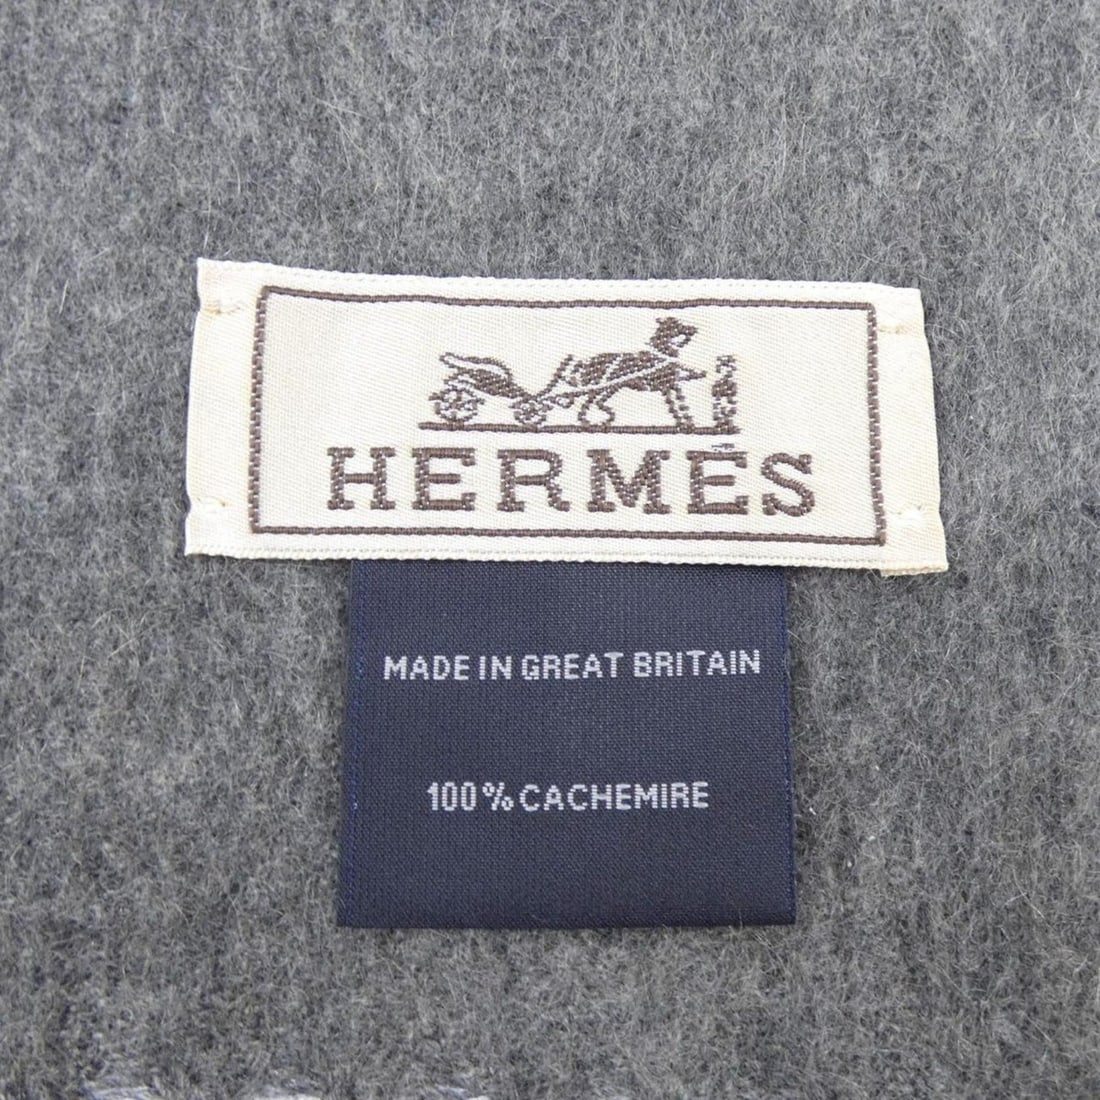 HERMÈS
MADE IN GREAT BRITAIN
100% CACHEMIRE